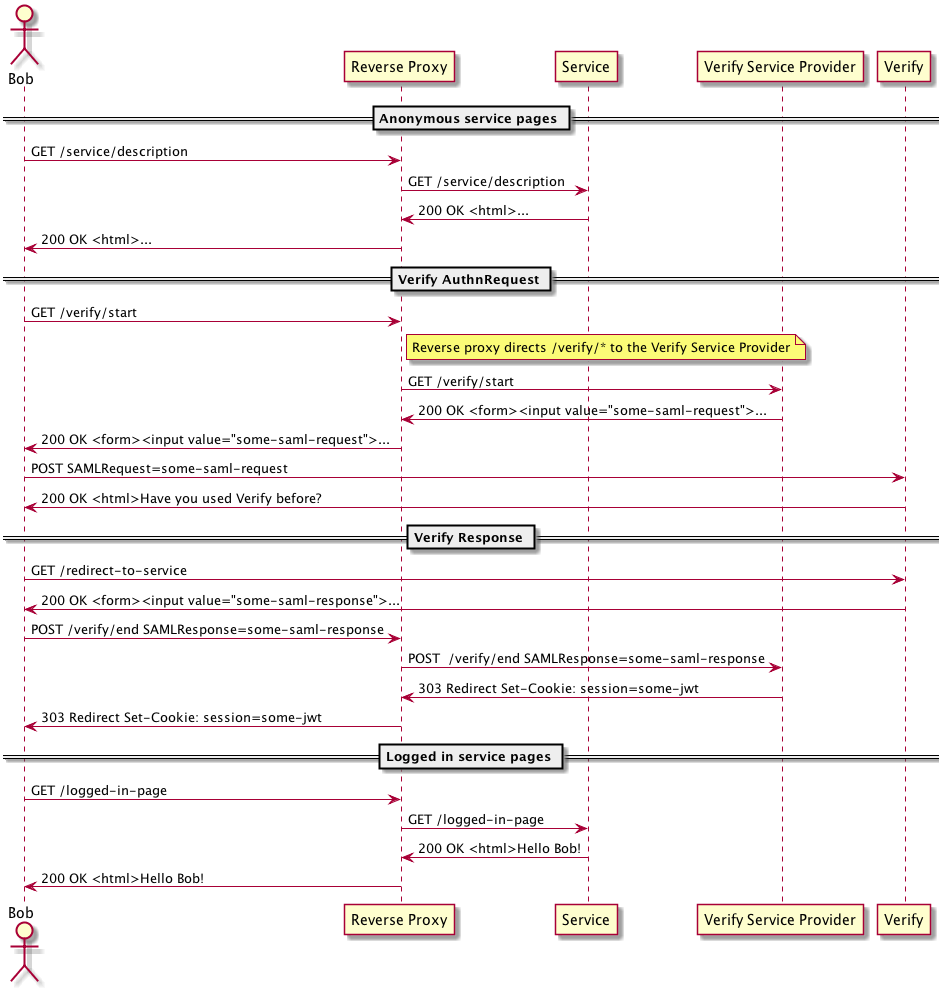 Bob
Reverse Proxy
Service
Verify Service Provider
Verify
Anonymous service pages
GET /service/description
GET /service/description
200 OK <html>...
200 OK <html>...
Verify AuthnRequest
GET /verify/start
Reverse proxy directs /verify/* to the Verify Service Provider
GET /verify/start
200 OK <form><input value="some-saml-request">...
200 OK <form><input value="some-saml-request">...
POST SAMLRequest=some-saml-request
200 OK <html>Have you used Verify before?
Verify Response
GET /redirect-to-service
200 OK <form><input value="some-saml-response">...
POST /verify/end SAMLResponse=some-saml-response
POST  /verify/end SAMLResponse=some-saml-response
303 Redirect Set-Cookie: session=some-jwt
303 Redirect Set-Cookie: session=some-jwt
Logged in service pages
GET /logged-in-page
GET /logged-in-page
200 OK <html>Hello Bob!
200 OK <html>Hello Bob!
Bob
Reverse Proxy
Service
Verify Service Provider
Verify